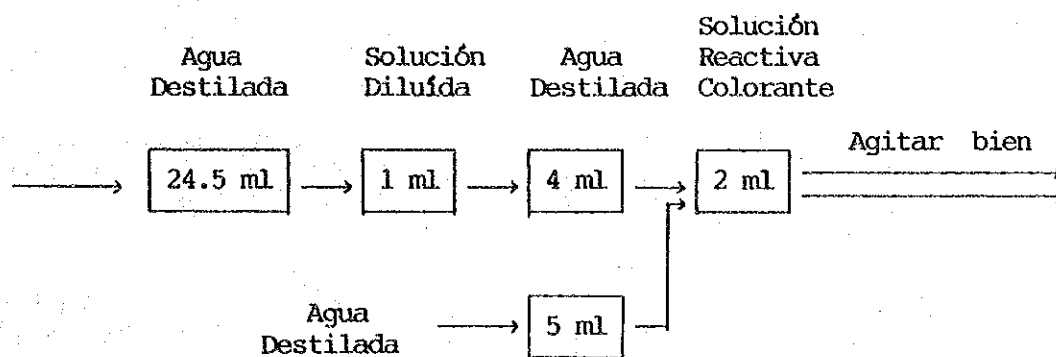 Agua
Destilada
Solución
Diluída
Agua
Destilada
Solución
Reactiva
Colorante
Agitar bien
24.5 ml
1 ml
4 ml
2 ml
Agua
Destilada
5 ml